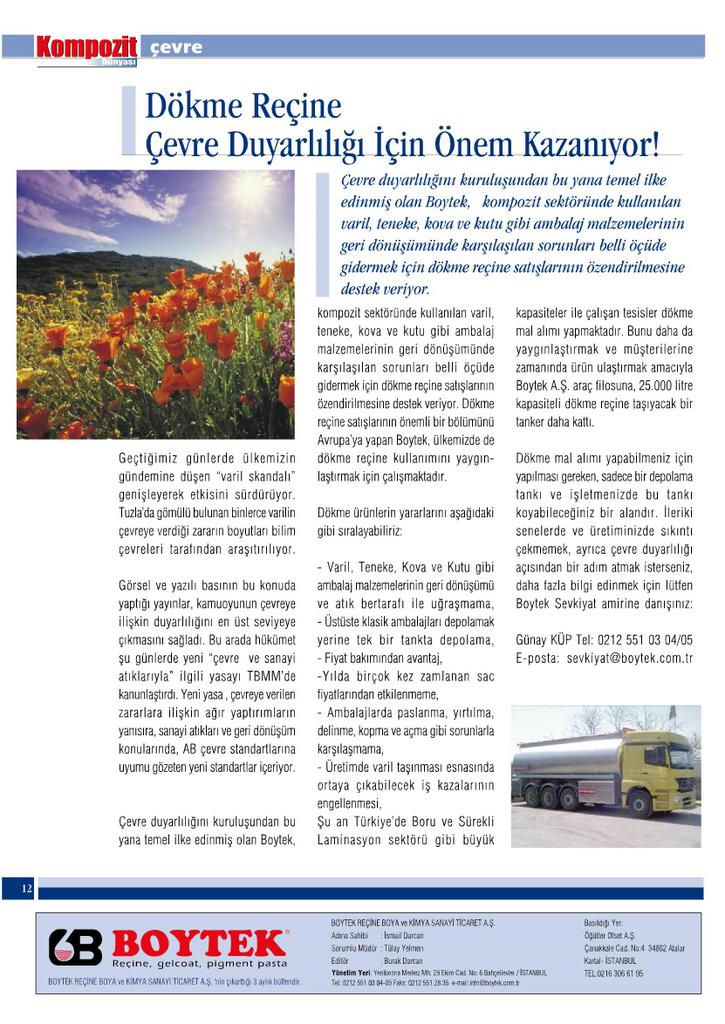 Kompozit
Dünyası
çevre
Dökme Reçine
Çevre Duyarlılığı İçin Önem Kazanıyor!
Çevre duyarlılığını kuruluşundan bu yana temel ilke
edinmiş olan Boytek, kompozit sektöründe kullanılan
varil, teneke, kova ve kutu gibi ambalaj malzemelerinin
geri dönüşümünde karşılaşılan sorunları belli öçüde
gidermek için dökme reçine satışlarının özendirilmesine
destek veriyor.
Geçtiğimiz günlerde ülkemizin
gündemine düşen "varil skandalı"
genişleyerek etkisini sürdürüyor.
Tuzla'da gömülü bulunan binlerce varilin
çevreye verdiği zararın boyutları bilim
çevreleri tarafından araşıtırılıyor.
Görsel ve yazılı basının bu konuda
yaptığı yayınlar, kamuoyunun çevreye
ilişkin duyarlılığını en üst seviyeye
çıkmasını sağladı. Bu arada hükümet
şu günlerde yeni "çevre ve sanayi
atıklarıyla" ilgili yasayı TBMM'de
kanunlaştırdı. Yeni yasa , çevreye verilen
zararlara ilişkin ağır yaptırımların
yanısıra, sanayi atıkları ve geri dönüşüm
konularında, AB çevre standartlarına
uyumu gözeten yeni standartlar içeriyor.
Çevre duyarlılığını kuruluşundan bu
yana temel ilke edinmiş olan Boytek,
kompozit sektöründe kullanılan varil,
teneke, kova ve kutu gibi ambalaj
malzemelerinin geri dönüşümünde
karşılaşılan sorunları belli öçüde
gidermek için dökme reçine satışlarının
özendirilmesine destek veriyor. Dökme
reçine satışlarının önemli bir bölümünü
Avrupa'ya yapan Boytek, ülkemizde de
dökme reçine kullanımını yaygın-
laştırmak için çalışmaktadır.
Dökme ürünlerin yararlarını aşağıdaki
gibi sıralayabiliriz:
- Varil, Teneke, Kova ve Kutu gibi
ambalaj malzemelerinin geri dönüşümü
ve atık bertarafı ile uğraşmama,
- Üstüste klasik ambalajları depolamak
yerine tek bir tankta depolama,
- Fiyat bakımından avantaj,
-Yılda birçok kez zamlanan sac
fiyatlarından etkilenmeme,
- Ambalajlarda paslanma, yırtılma,
delinme, kopma ve açma gibi sorunlarla
karşılaşmama,
- Üretimde varil taşınması esnasında
ortaya çıkabilecek iş kazalarının
engellenmesi,
Şu an Türkiye'de Boru ve Sürekli
Laminasyon sektörü gibi büyük
kapasiteler ile çalışan tesisler dökme
mal alımı yapmaktadır. Bunu daha da
yaygınlaştırmak ve müşterilerine
zamanında ürün ulaştırmak amacıyla
Boytek A.Ş. araç filosuna, 25.000 litre
kapasiteli dökme reçine taşıyacak bir
tanker daha kattı.
Dökme mal alımı yapabilmeniz için
yapılması gereken, sadece bir depolama
tankı ve işletmenizde bu tankı
koyabileceğiniz bir alandır. İleriki
senelerde ve üretiminizde sıkıntı
çekmemek, ayrıca çevre duyarlılığı
açısından bir adım atmak isterseniz,
daha fazla bilgi edinmek için lütfen
Boytek Sevkiyat amirine danışınız:
Günay KÜP Tel: 0212 551 03 04/05
E-posta: sevkiyat@boytek.com.tr
12
BOYTEK®
Reçine, gelcoat, pigment pasta
BOYTEK REÇİNE BOYA ve KİMYA SANAYİ TİCARET A.Ş. 'nin çıkarttığı 3 aylık bültendir.
BOYTEK REÇİNE BOYA ve KİMYA SANAYİ TİCARET A.Ş.
Adına Sahibi : İsmail Darcan
Sorumlu Müdür : Tülay Yelmen
Editör : Burak Darcan
Yönetim Yeri: Yenibosna Merkez Mh. 29 Ekim Cad. No: 6 Bahçelievler / İSTANBUL
Tel: 0212 551 03 04-05 Faks: 0212 551 28 35 e-mail: info@boytek.com.tr
Basıldığı Yer:
Öğütler Ofset A.Ş.
Çanakkale Cad. No:4 34862 Atalar
Kartal- İSTANBUL
TEL:0216 306 61 95